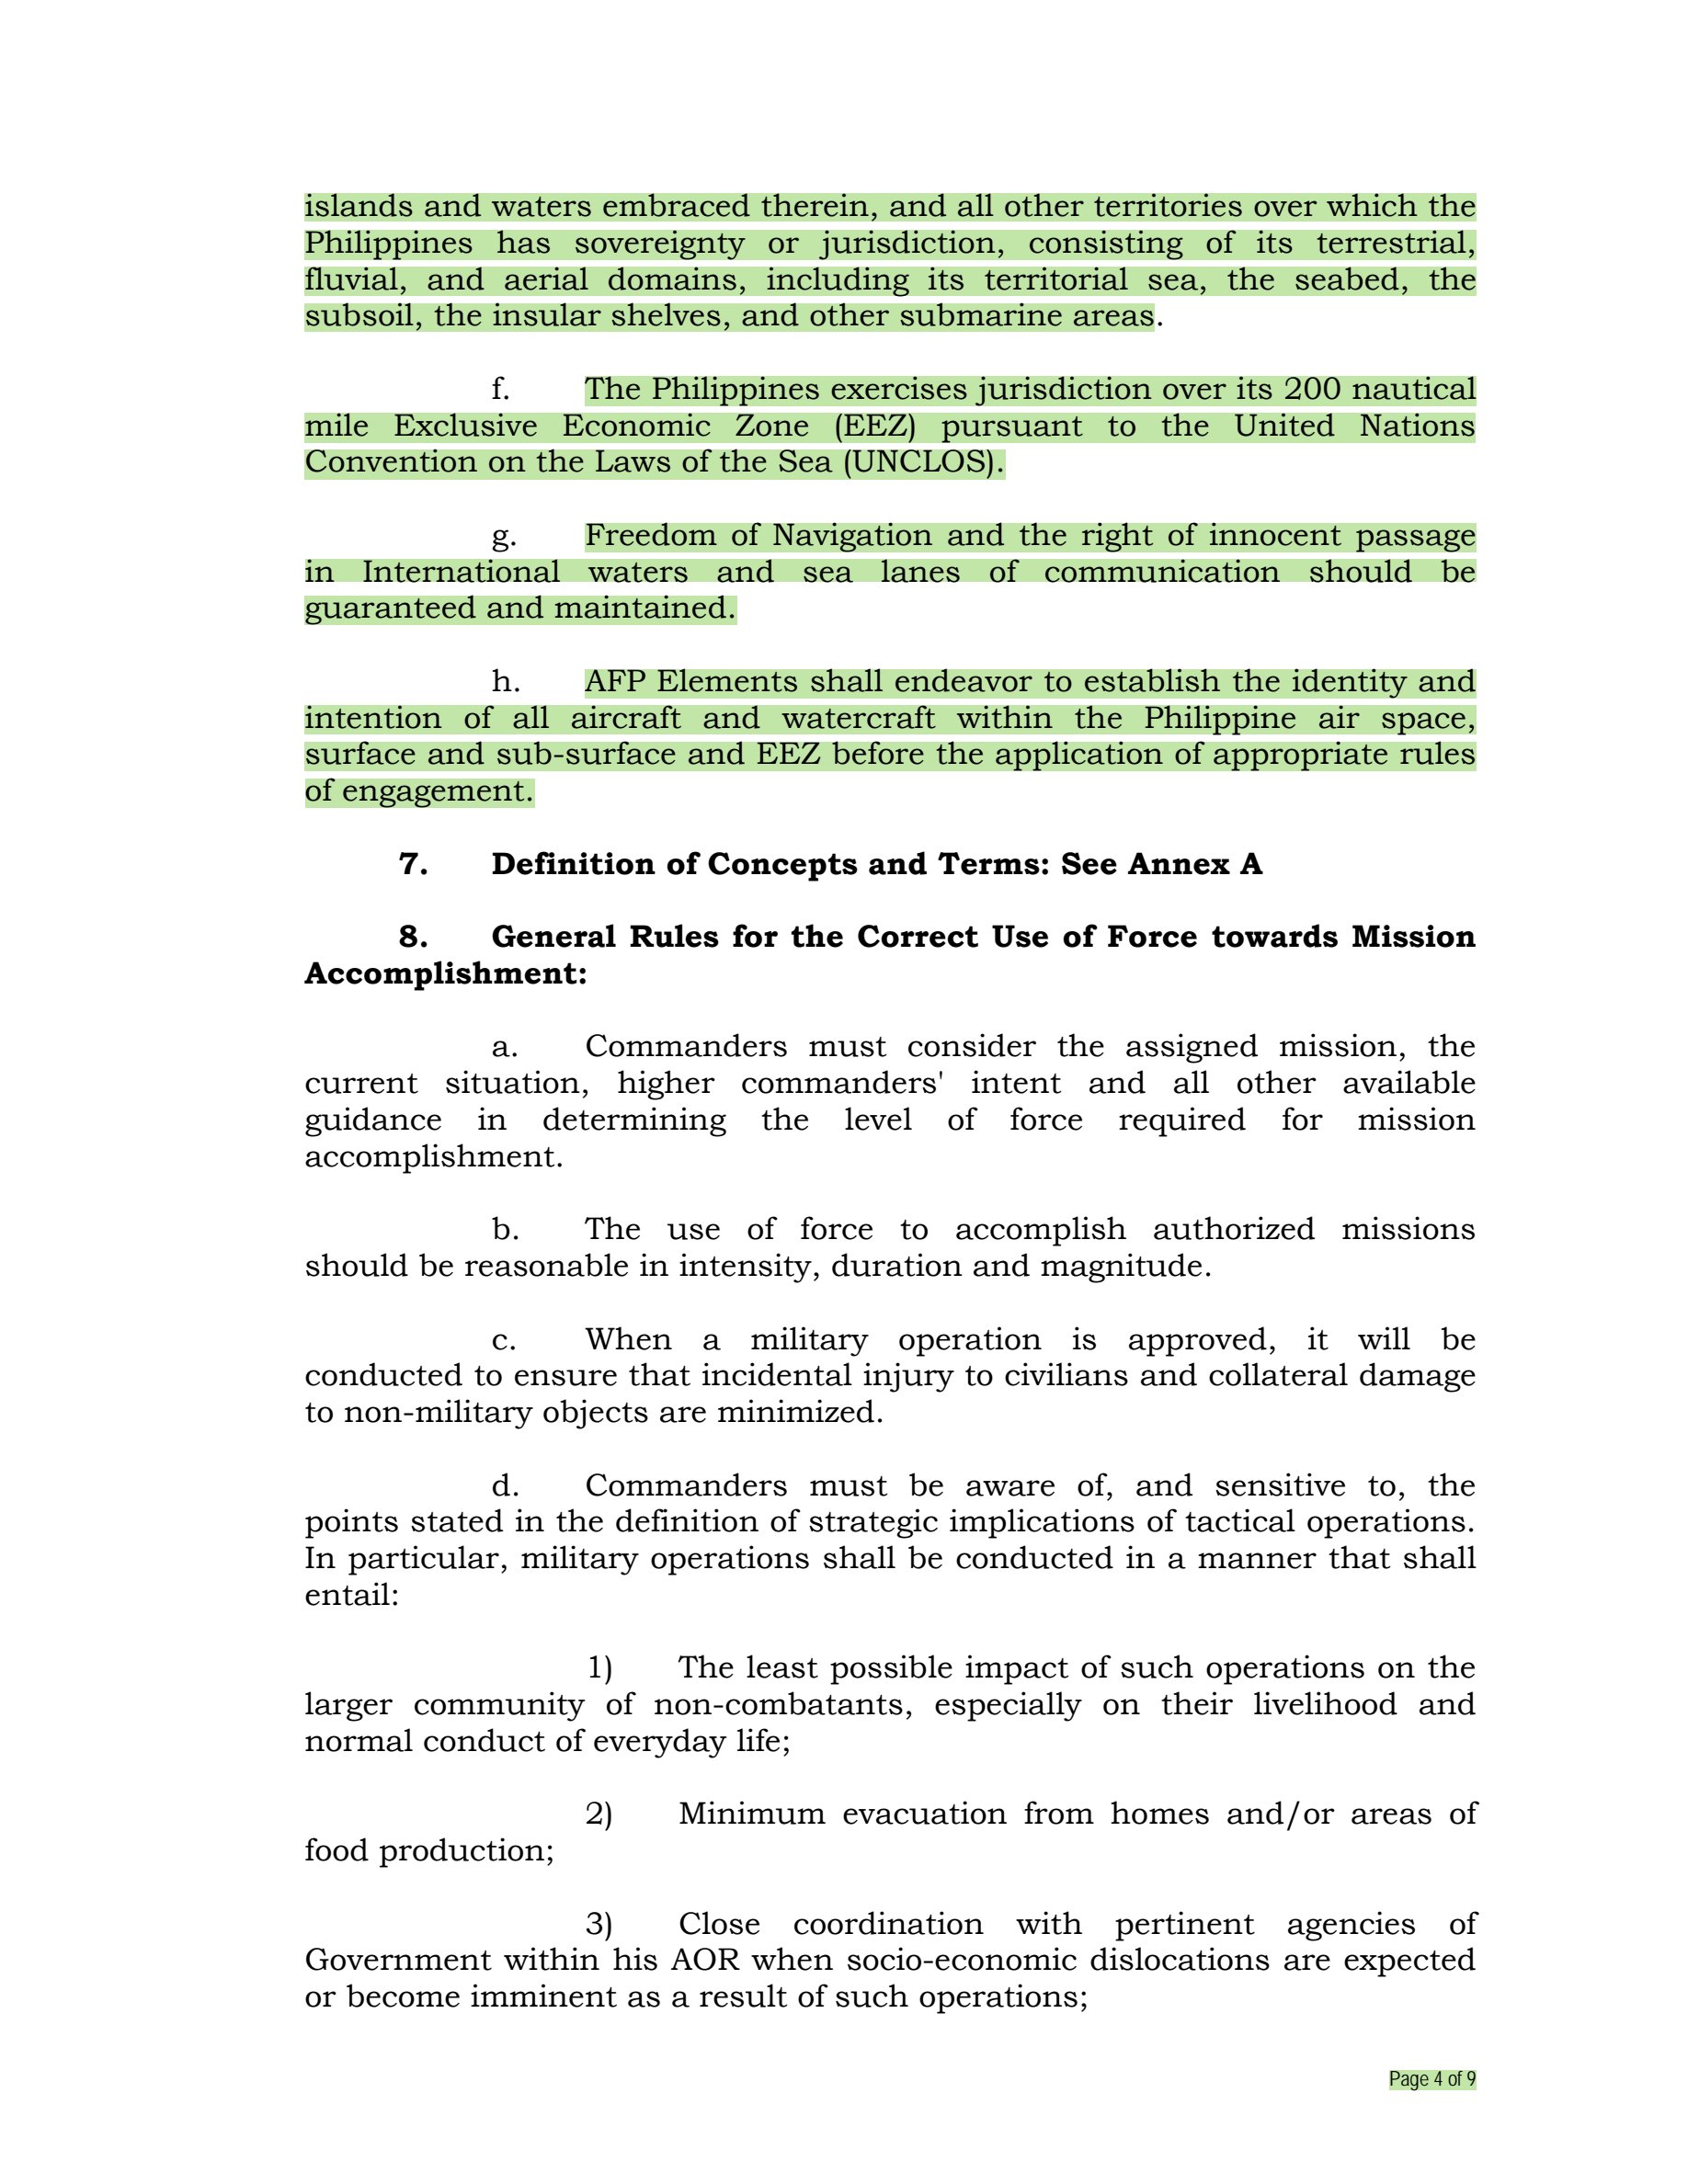 islands and waters embraced therein, and all other territories over which the
Philippines has sovereignty or jurisdiction, consisting of its terrestrial,
fluvial, and aerial domains, including its territorial sea, the seabed, the
subsoil, the insular shelves, and other submarine areas.
f. The Philippines exercises jurisdiction over its 200 nautical
mile Exclusive Economic Zone (EEZ) pursuant to the United Nations
Convention on the Laws of the Sea (UNCLOS).
g. Freedom of Navigation and the right of innocent passage
in International waters and sea lanes of communication should be
guaranteed and maintained.
h. AFP Elements shall endeavor to establish the identity and
intention of all aircraft and watercraft within the Philippine air space,
surface and sub-surface and EEZ before the application of appropriate rules
of engagement.
7. Definition of Concepts and Terms: See Annex A
8. General Rules for the Correct Use of Force towards Mission
Accomplishment:
a. Commanders must consider the assigned mission, the
current situation, higher commanders' intent and all other available
guidance in determining the level of force required for mission
accomplishment.
b. The use of force to accomplish authorized missions
should be reasonable in intensity, duration and magnitude.
c. When a military operation is approved, it will be
conducted to ensure that incidental injury to civilians and collateral damage
to non-military objects are minimized.
d. Commanders must be aware of, and sensitive to, the
points stated in the definition of strategic implications of tactical operations.
In particular, military operations shall be conducted in a manner that shall
entail:
1) The least possible impact of such operations on the
larger community of non-combatants, especially on their livelihood and
normal conduct of everyday life;
2) Minimum evacuation from homes and/or areas of
food production;
3) Close coordination with pertinent agencies of
Government within his AOR when socio-economic dislocations are expected
or become imminent as a result of such operations;
Page 4 of 9